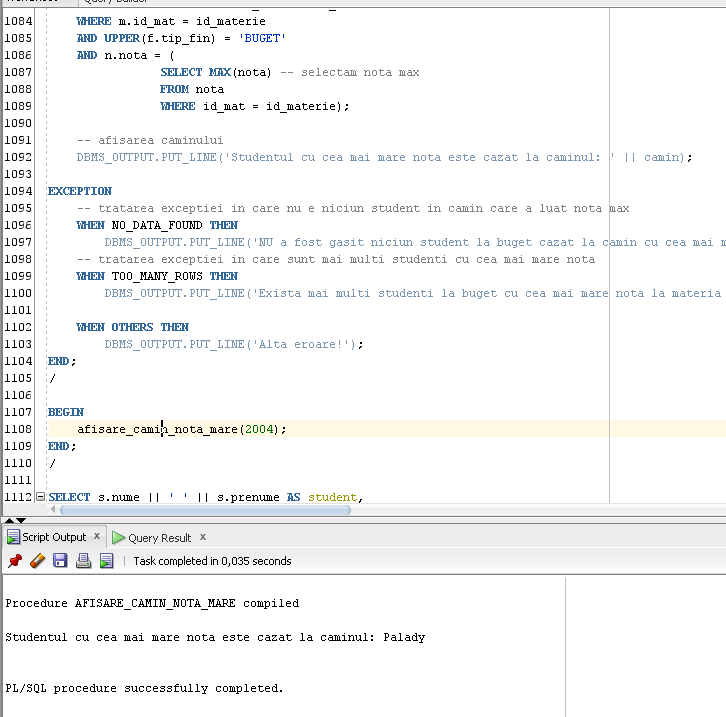 Query Builder
1084 WHERE m.id_mat = id_materie
1085 AND UPPER(f.tip_fin) = 'BUGET'
1086 AND n.nota = (
1087 SELECT MAX(nota) -- selectam nota max
1088 FROM nota
1089 WHERE id_mat = id_materie);
1090
1091 -- afisarea caminului
1092 DBMS_OUTPUT.PUT_LINE('Studentul cu cea mai mare nota este cazat la caminul: ' || camin);
1093
1094 EXCEPTION
1095 -- tratarea exceptiei in care nu e niciun student in camin care a luat nota max
1096 WHEN NO_DATA_FOUND THEN
1097 DBMS_OUTPUT.PUT_LINE('NU a fost gasit niciun student la buget cazat la camin cu cea mai m
1098 -- tratarea exceptiei in care sunt mai multi studenti cu cea mai mare nota
1099 WHEN TOO_MANY_ROWS THEN
1100 DBMS_OUTPUT.PUT_LINE('Exista mai multi studenti la buget cu cea mai mare nota la materia
1101
1102 WHEN OTHERS THEN
1103 DBMS_OUTPUT.PUT_LINE('Alta eroare!');
1104 END;
1105 /
1106
1107 BEGIN
1108 afisare_camin_nota_mare(2004);
1109 END;
1110 /
1111
1112 SELECT s.nume || ' ' || s.prenume AS student,
Script Output x Query Result x
Task completed in 0,035 seconds
Procedure AFISARE_CAMIN_NOTA_MARE compiled
Studentul cu cea mai mare nota este cazat la caminul: Palady
PL/SQL procedure successfully completed.